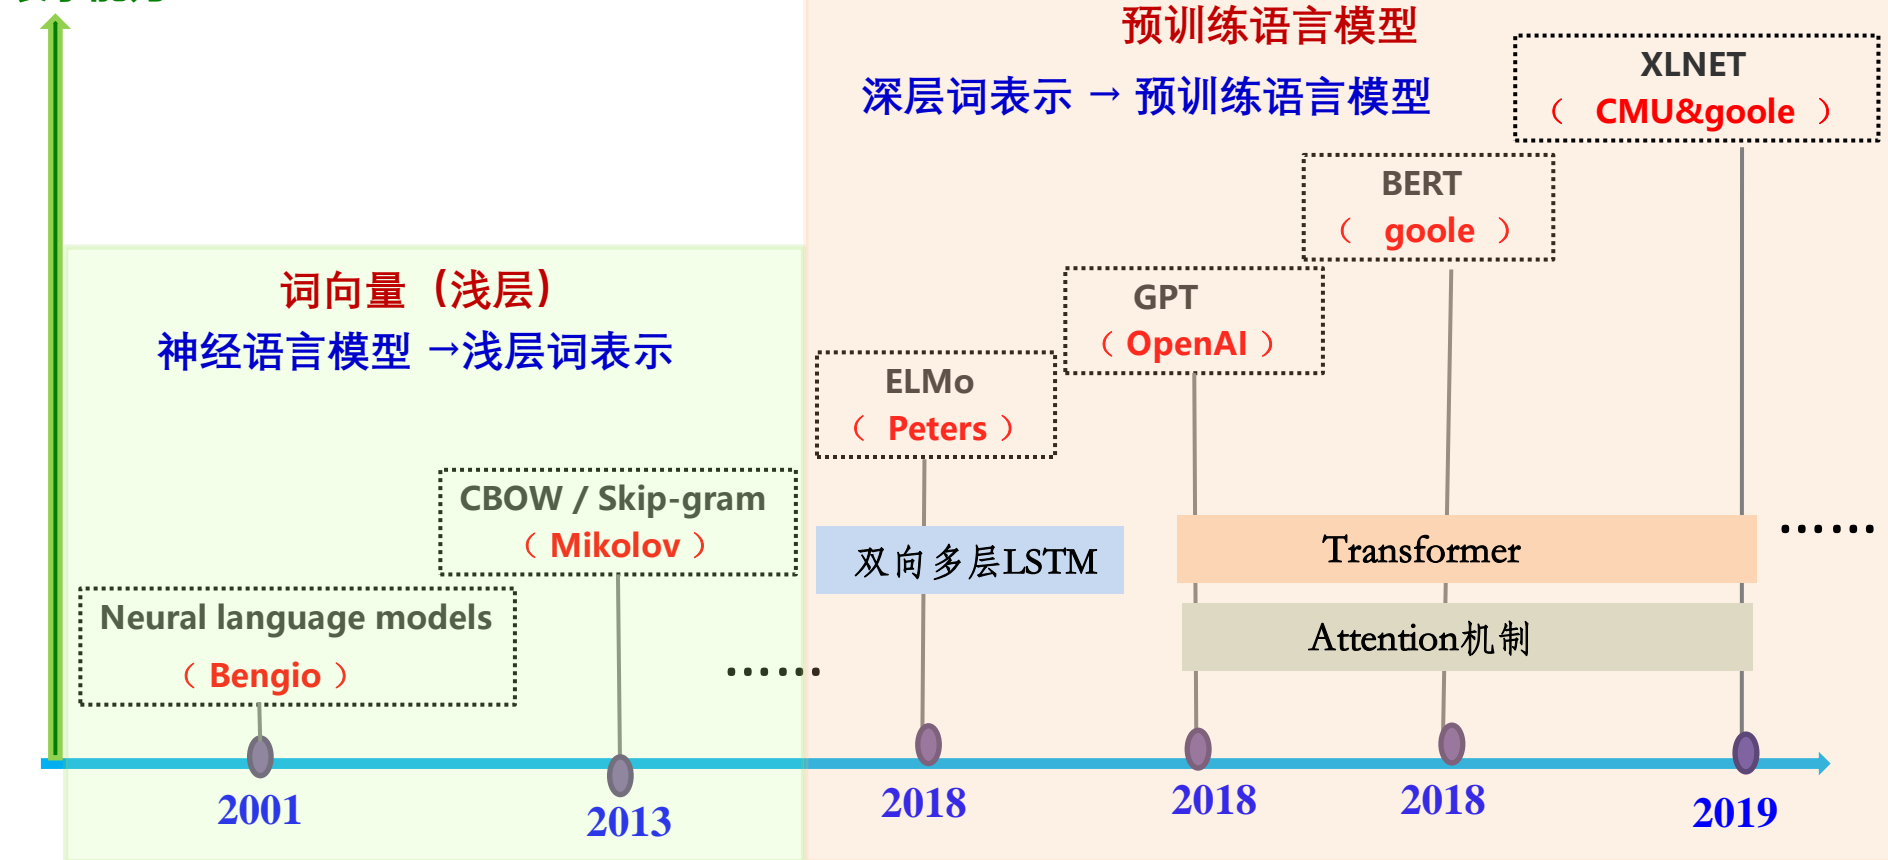 预训练语言模型
深层词表示 → 预训练语言模型
XLNET
（ CMU&goole ）
BERT
（ goole ）
GPT
（ OpenAI ）
ELMo
（ Peters ）
词向量（浅层）
神经语言模型 →浅层词表示
CBOW / Skip-gram
（ Mikolov ）
Neural language models
（ Bengio ）
……
双向多层LSTM
Transformer
……
Attention机制
2001
2013
2018
2018
2018
2019